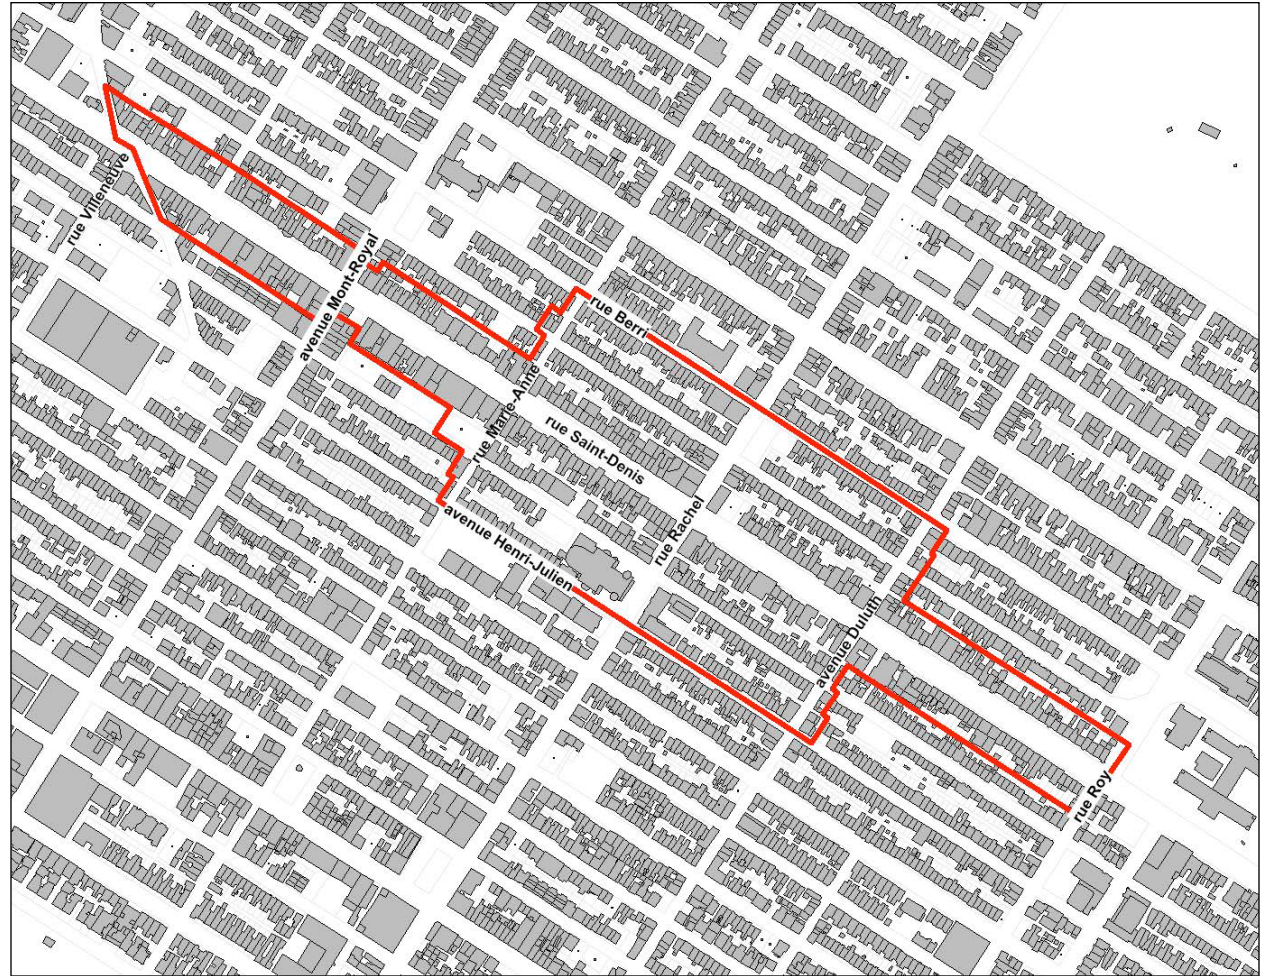 rue Villeneuve
avenue Mont-Royal
rue Berri
rue Marie-Anne
rue Saint-Denis
avenue Henri-Julien
rue Rachel
avenue Duluth
rue Roy